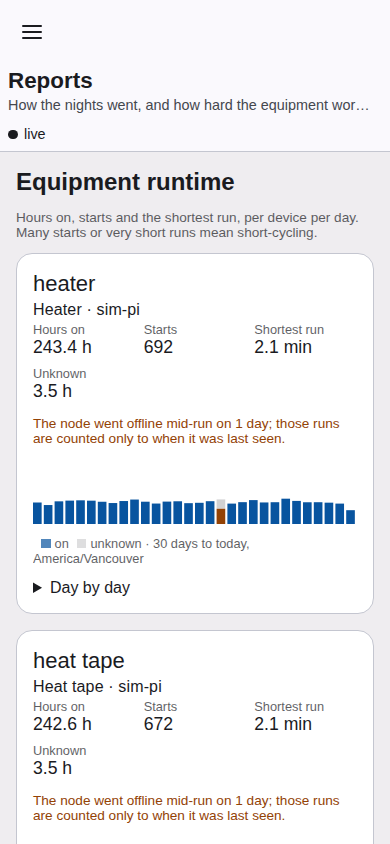 Reports
How the nights went, and how hard the equipment wor…
live
Equipment runtime
Hours on, starts and the shortest run, per device per day.
Many starts or very short runs mean short-cycling.
heater
Heater · sim-pi
Hours on Starts Shortest run
243.4 h 692 2.1 min
Unknown
3.5 h
The node went offline mid-run on 1 day; those runs
are counted only to when it was last seen.
on unknown · 30 days to today,
America/Vancouver
Day by day
heat tape
Heat tape · sim-pi
Hours on Starts Shortest run
242.6 h 672 2.1 min
Unknown
3.5 h
The node went offline mid-run on 1 day; those runs
are counted only to when it was last seen.